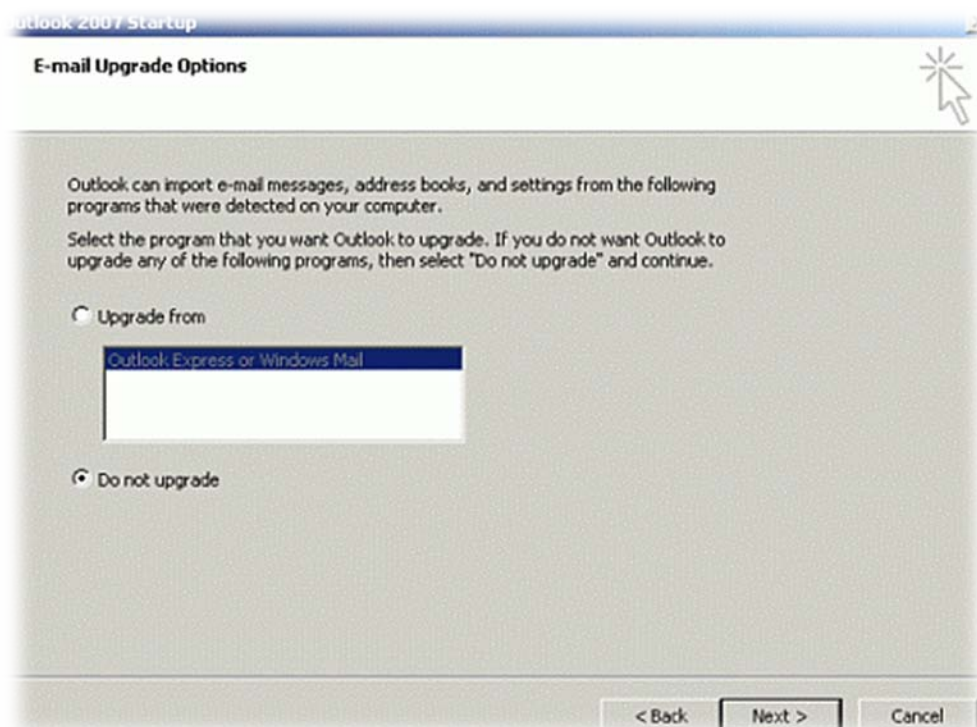 Outlook 2007 Startup
E-mail Upgrade Options
Outlook can import e-mail messages, address books, and settings from the following
programs that were detected on your computer.
Select the program that you want Outlook to upgrade. If you do not want Outlook to
upgrade any of the following programs, then select "Do not upgrade" and continue.
Upgrade from
Outlook Express or Windows Mail
Do not upgrade
< Back
Next >
Cancel